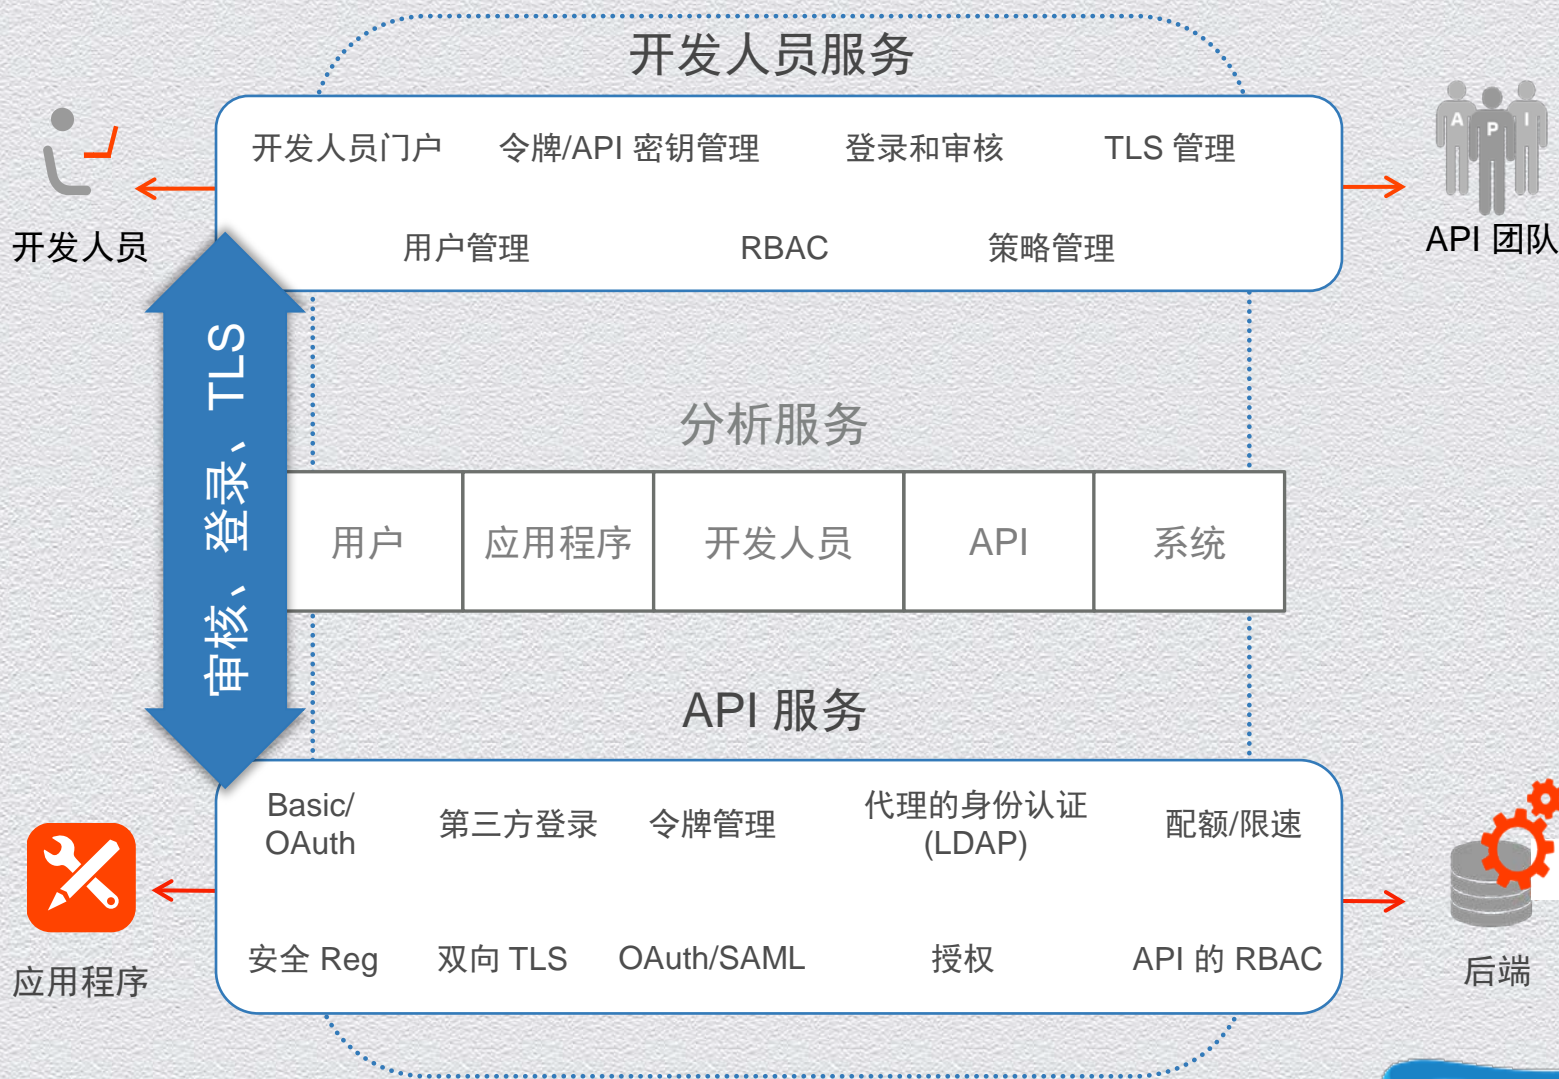 开发人员服务
开发人员门户
令牌/API 密钥管理
登录和审核
TLS 管理
用户管理
RBAC
策略管理
开发人员
A P I
API 团队
审核、登录、TLS
分析服务
用户
应用程序
开发人员
API
系统
API 服务
Basic/
OAuth
第三方登录
令牌管理
代理的身份认证
(LDAP)
配额/限速
安全 Reg
双向 TLS
OAuth/SAML
授权
API 的 RBAC
应用程序
后端